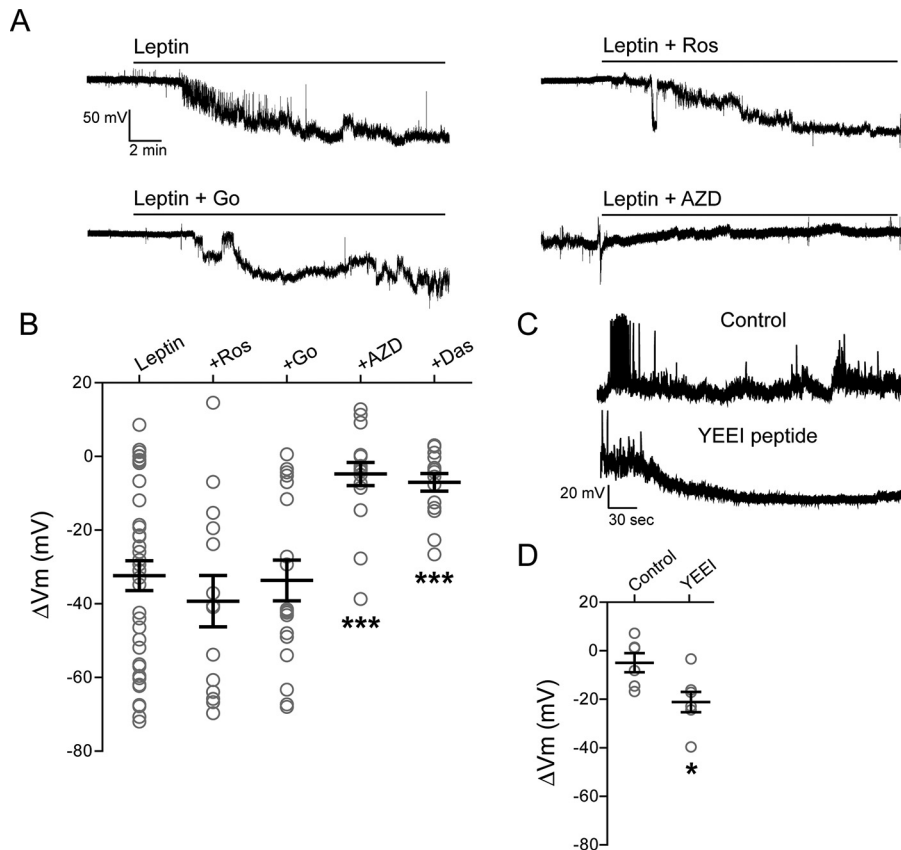 A
Leptin
Leptin + Ros
50 mV
2 min
Leptin + Go
Leptin + AZD
B
Leptin
+Ros
+Go
+AZD
+Das
20
0
-20
-40
-60
-80
ΔVm (mV)
***
***
C
Control
YEEI peptide
20 mV
30 sec
D
Control
YEEI
20
0
-20
-40
-60
-80
ΔVm (mV)
*